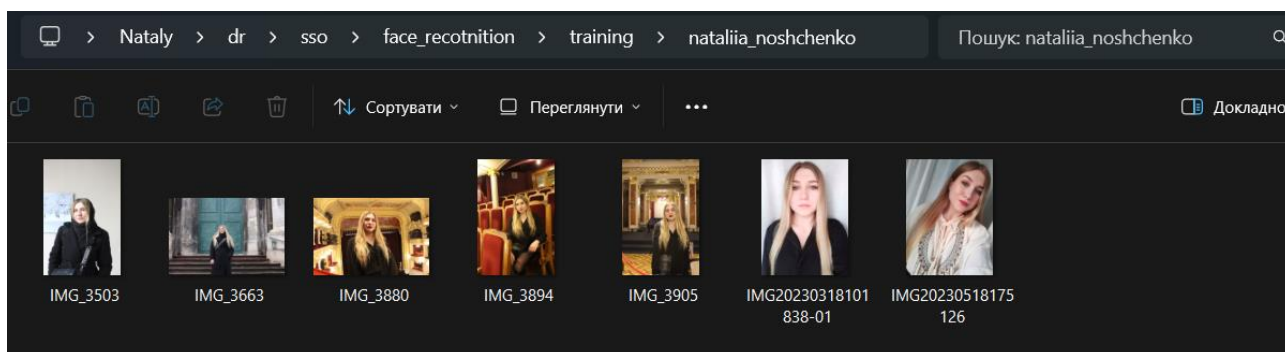 Nataly > dr > sso > face_recotnition > training > nataliia_noshchenko
Пошук: nataliia_noshchenko
Сортувати
Переглянути
Докладно
IMG_3503
IMG_3663
IMG_3880
IMG_3894
IMG_3905
IMG20230318101
838-01
IMG20230518175
126